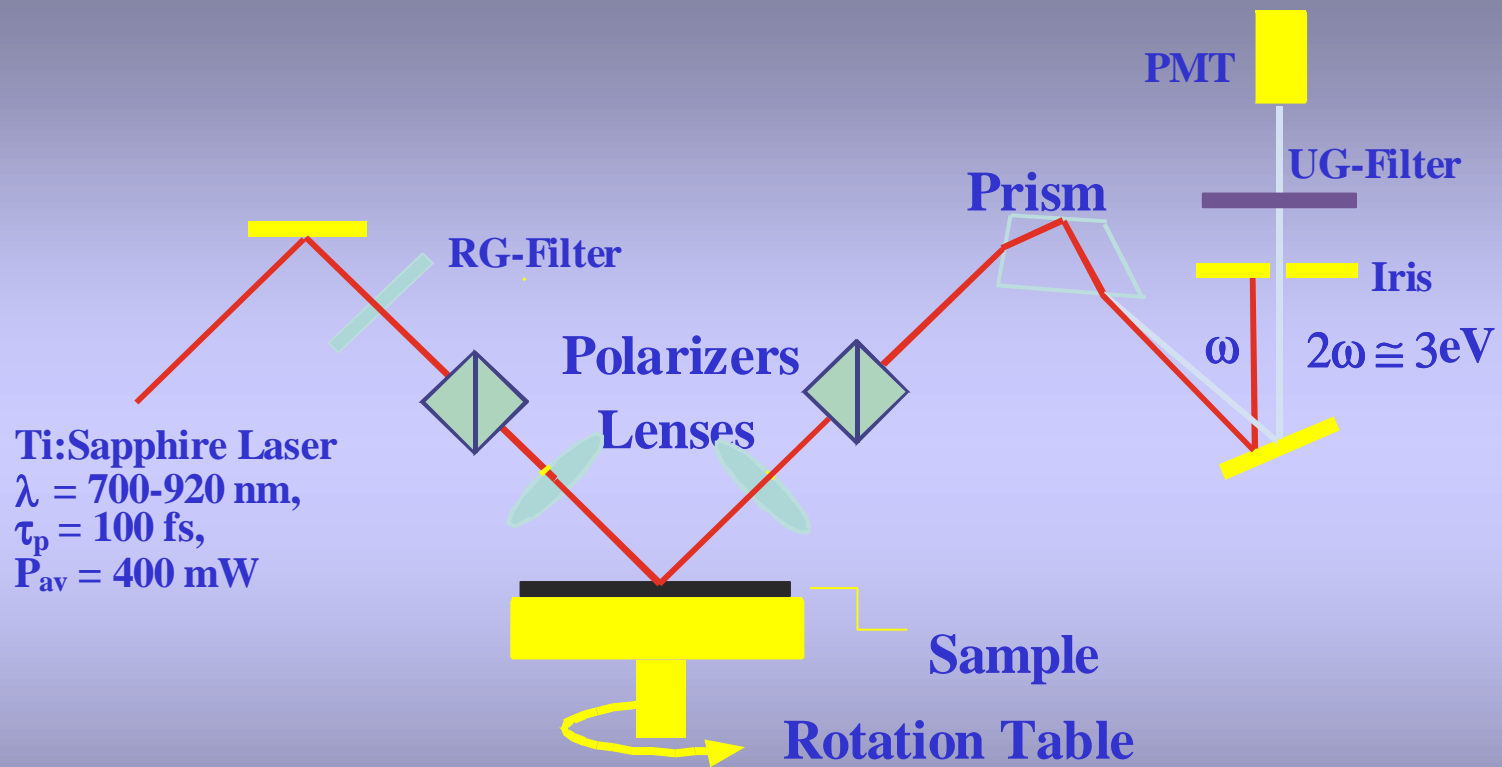 PMT
UG-Filter
Prism
RG-Filter
Iris
Polarizers
ω
2ω ≅ 3eV
Lenses
Ti:Sapphire Laser
λ = 700-920 nm,
τp = 100 fs,
Pav = 400 mW
Sample
Rotation Table